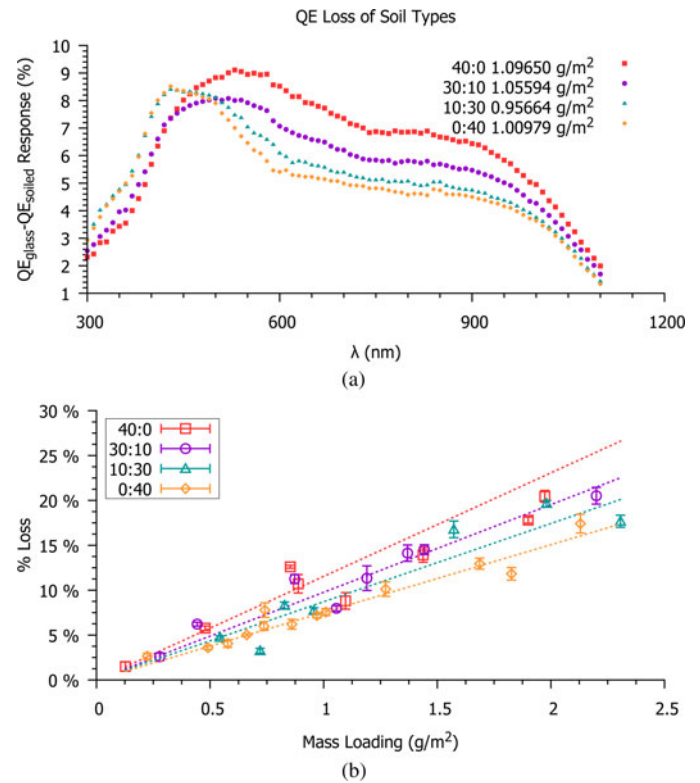 QE Loss of Soil Types
10
9
8
7
6
5
4
3
2
1
QE_glass-QE_soiled Response (%)
40:0 1.09650 g/m²
30:10 1.05594 g/m²
10:30 0.95664 g/m²
0:40 1.00979 g/m²
300 600 900 1200
λ (nm)
(a)
30 %
25 %
20 %
15 %
10 %
5 %
0 %
% Loss
40:0
30:10
10:30
0:40
0 0.5 1 1.5 2 2.5
Mass Loading (g/m²)
(b)